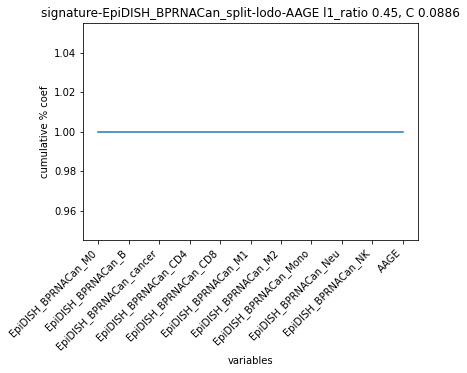 signature-EpiDISH_BPRNACan_split-lodo-AAGE l1_ratio 0.45, C 0.0886
1.04
1.02
1.00
0.98
0.96
cumulative % coef
EpiDISH_BPRNACan_M0
EpiDISH_BPRNACan_B
EpiDISH_BPRNACan_cancer
EpiDISH_BPRNACan_CD4
EpiDISH_BPRNACan_CD8
EpiDISH_BPRNACan_M1
EpiDISH_BPRNACan_M2
EpiDISH_BPRNACan_Mono
EpiDISH_BPRNACan_Neu
EpiDISH_BPRNACan_NK
AAGE
variables